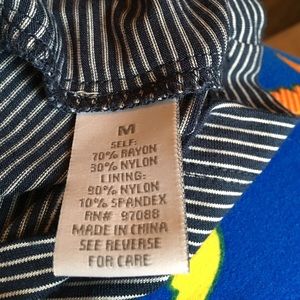 M
SELF:
70% RAYON
30% NYLON
LINING:
90% NYLON
10% SPANDEX
RN# 97088
MADE IN CHINA
SEE REVERSE
FOR CARE